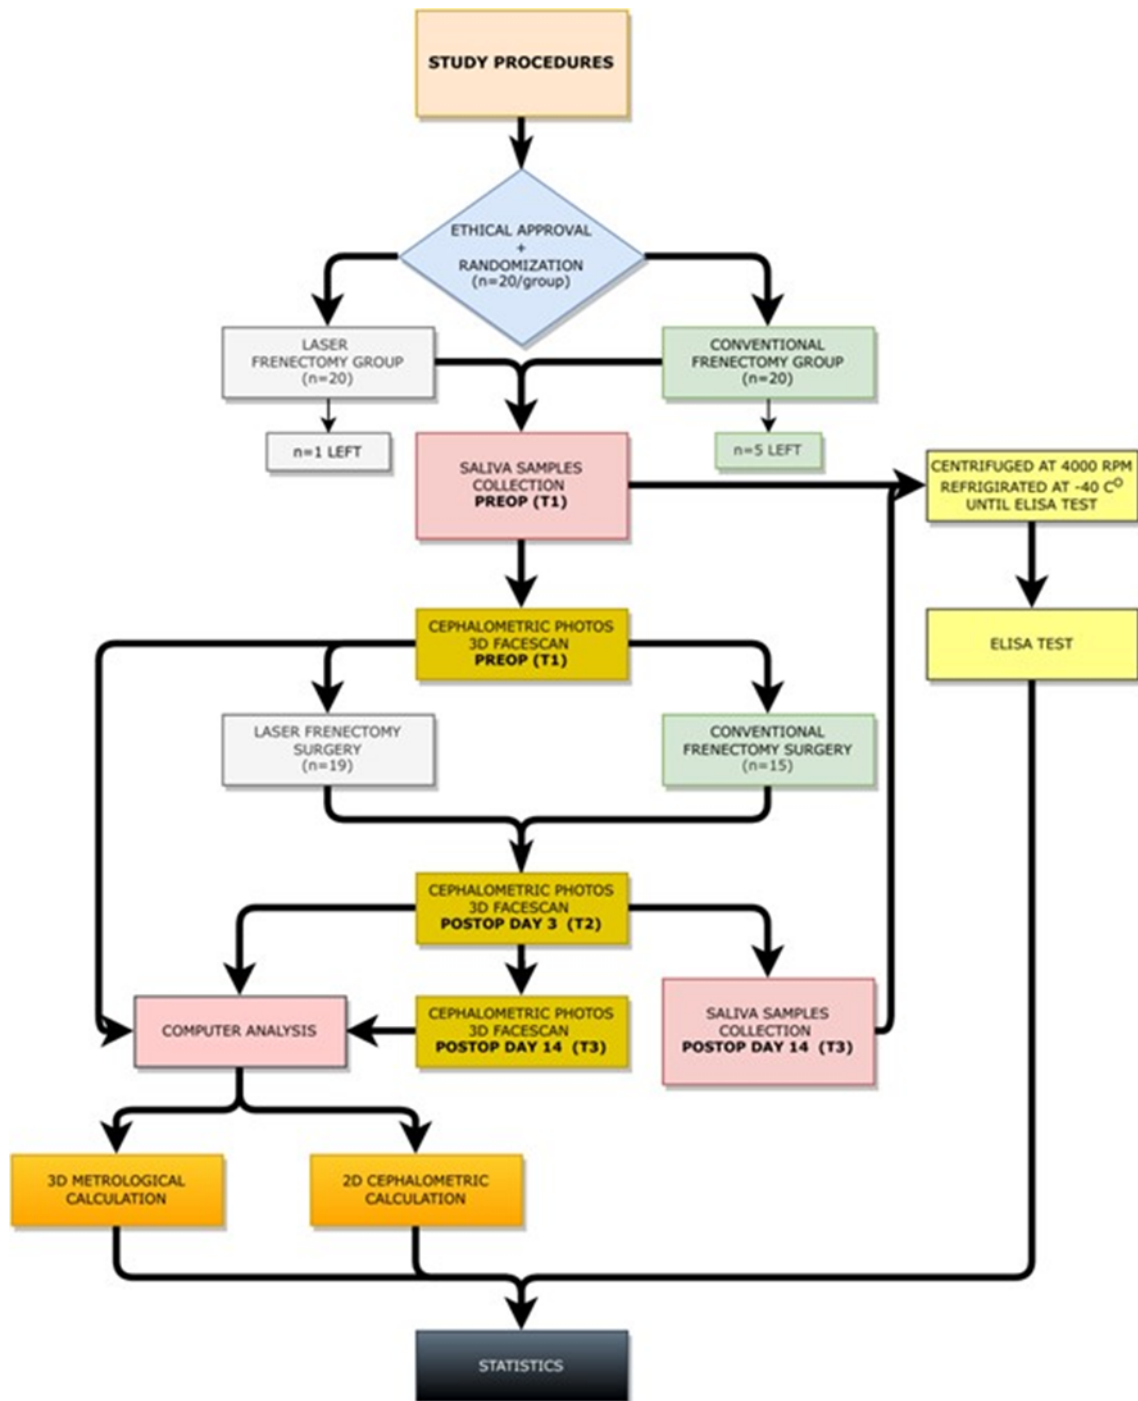 STUDY PROCEDURES
ETHICAL APPROVAL
+
RANDOMIZATION
(n=20/group)
LASER
FRENECTOMY GROUP
(n=20)
CONVENTIONAL
FRENECTOMY GROUP
(n=20)
n=1 LEFT
n=5 LEFT
SALIVA SAMPLES
COLLECTION
PREOP (T1)
CENTRIFUGED AT 4000 RPM
REFRIGIRATED AT -40 C⁰
UNTIL ELISA TEST
CEPHALOMETRIC PHOTOS
3D FACESCAN
PREOP (T1)
ELISA TEST
LASER FRENECTOMY
SURGERY
(n=19)
CONVENTIONAL
FRENECTOMY SURGERY
(n=15)
CEPHALOMETRIC PHOTOS
3D FACESCAN
POSTOP DAY 3 (T2)
COMPUTER ANALYSIS
CEPHALOMETRIC PHOTOS
3D FACESCAN
POSTOP DAY 14 (T3)
SALIVA SAMPLES
COLLECTION
POSTOP DAY 14 (T3)
3D METROLOGICAL
CALCULATION
2D CEPHALOMETRIC
CALCULATION
STATISTICS